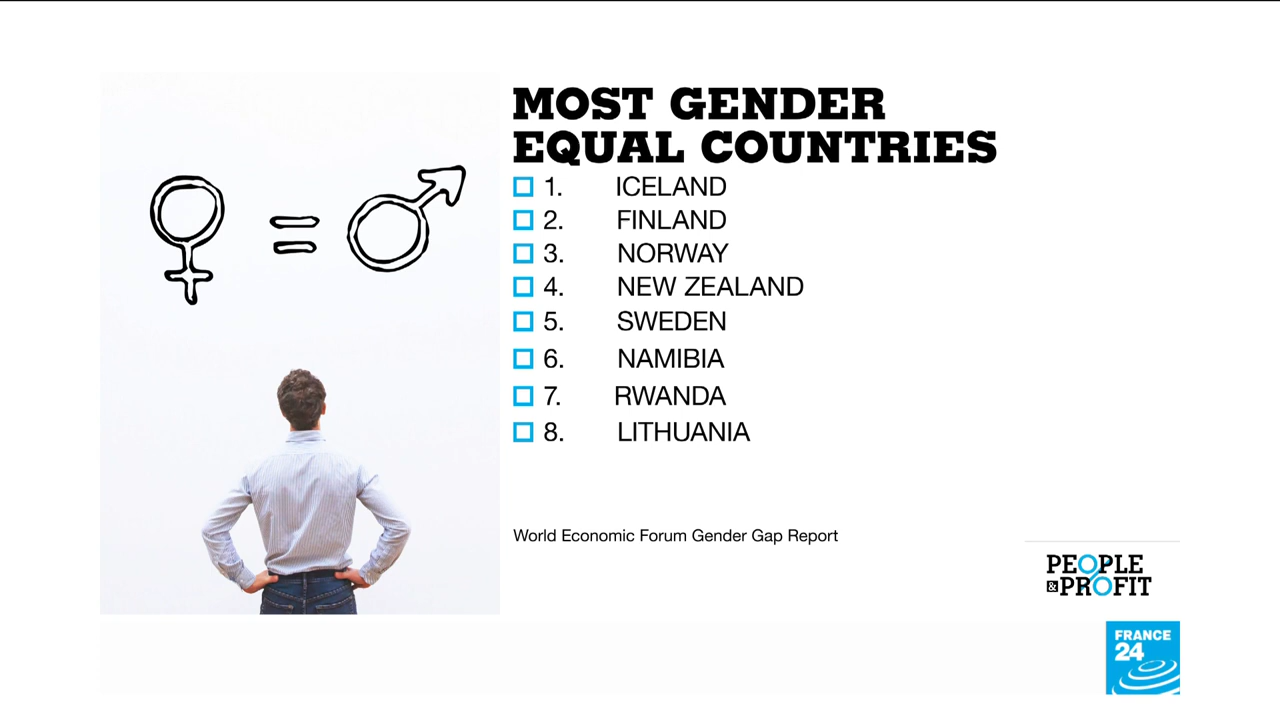 MOST GENDER
EQUAL COUNTRIES
1. ICELAND
2. FINLAND
3. NORWAY
4. NEW ZEALAND
5. SWEDEN
6. NAMIBIA
7. RWANDA
8. LITHUANIA
World Economic Forum Gender Gap Report
PEOPLE
& PROFIT
FRANCE
24